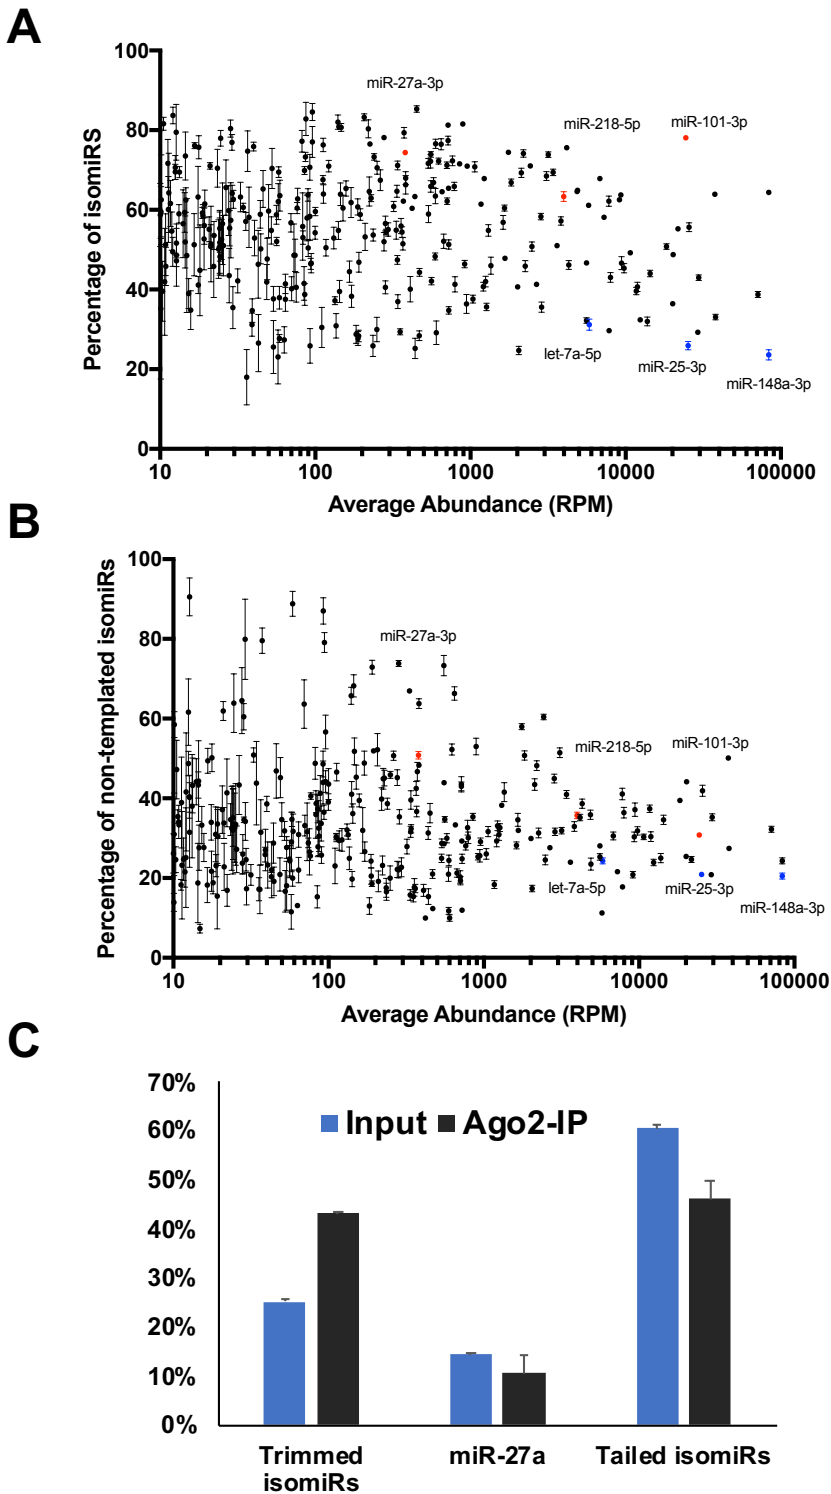 A
100
80
60
40
20
0
Percentage of isomiRS
miR-27a-3p
miR-218-5p
miR-101-3p
let-7a-5p
miR-25-3p
miR-148a-3p
10
100
1000
10000
100000
Average Abundance (RPM)
B
100
80
60
40
20
0
Percentage of non-templated isomiRs
miR-27a-3p
miR-218-5p
miR-101-3p
let-7a-5p
miR-25-3p
miR-148a-3p
10
100
1000
10000
100000
Average Abundance (RPM)
C
70%
60%
50%
40%
30%
20%
10%
0%
Input
Ago2-IP
Trimmed
isomiRs
miR-27a
Tailed isomiRs